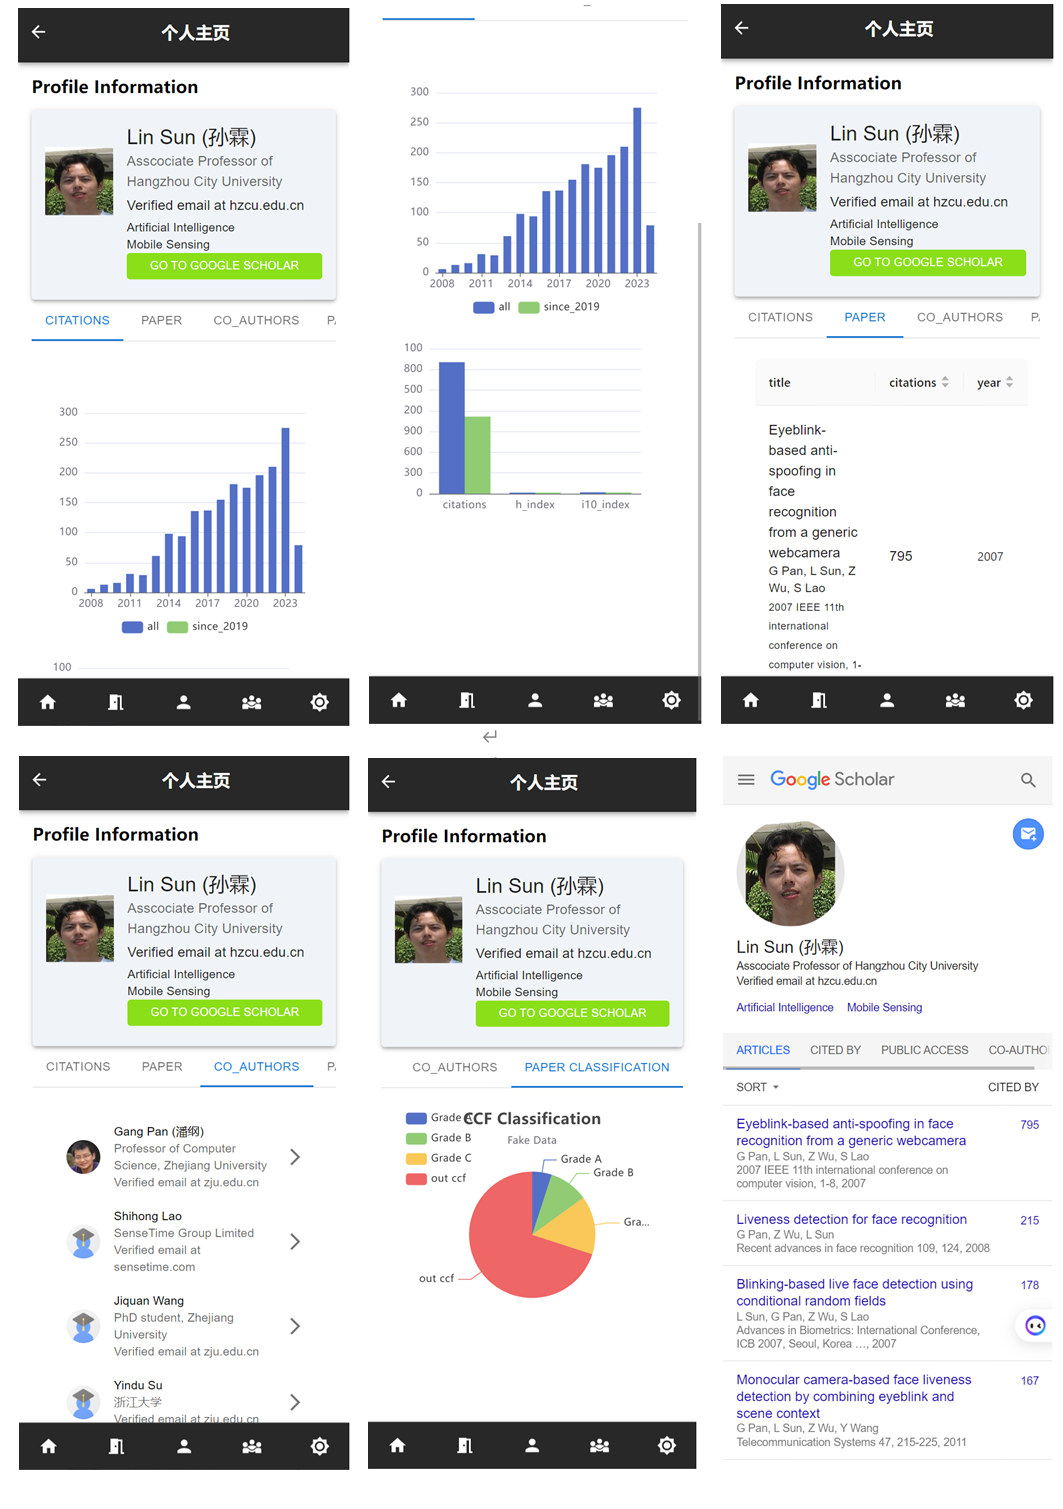 个人主页
Profile Information
Lin Sun (孙霖)
Asscociate Professor of
Hangzhou City University
Verified email at hzcu.edu.cn
Artificial Intelligence
Mobile Sensing
GO TO GOOGLE SCHOLAR
CITATIONS PAPER CO_AUTHORS
300
250
200
150
100
50
0
2008 2011 2014 2017 2020 2023
all since_2019
100
300
250
200
150
100
50
0
2008 2011 2014 2017 2020 2023
all since_2019
100
800
500
200
900
600
300
0
citations h_index i10_index
个人主页
Profile Information
Lin Sun (孙霖)
Asscociate Professor of
Hangzhou City University
Verified email at hzcu.edu.cn
Artificial Intelligence
Mobile Sensing
GO TO GOOGLE SCHOLAR
CITATIONS PAPER CO_AUTHORS
title citations year
Eyeblink-
based anti-
spoofing in
face
recognition
from a generic
webcamera
G Pan, L Sun, Z
Wu, S Lao
795 2007
2007 IEEE 11th
international
conference on
computer vision, 1-
个人主页
Profile Information
Lin Sun (孙霖)
Asscociate Professor of
Hangzhou City University
Verified email at hzcu.edu.cn
Artificial Intelligence
Mobile Sensing
GO TO GOOGLE SCHOLAR
CITATIONS PAPER CO_AUTHORS
Gang Pan (潘纲)
Professor of Computer
Science, Zhejiang University
Verified email at zju.edu.cn
Shihong Lao
SenseTime Group Limited
Verified email at
sensetime.com
Jiquan Wang
PhD student, Zhejiang
University
Verified email at zju.edu.cn
Yindu Su
浙江大学
Verified email at zju.edu.cn
个人主页
Profile Information
Lin Sun (孙霖)
Asscociate Professor of
Hangzhou City University
Verified email at hzcu.edu.cn
Artificial Intelligence
Mobile Sensing
GO TO GOOGLE SCHOLAR
CO_AUTHORS PAPER CLASSIFICATION
CCF Classification
Fake Data
Grade A
Grade B
Grade C
out ccf
Grade A
Grade B
Gra...
out ccf
Google Scholar
Lin Sun (孙霖)
Asscociate Professor of Hangzhou City University
Verified email at hzcu.edu.cn
Artificial Intelligence Mobile Sensing
ARTICLES CITED BY PUBLIC ACCESS CO-AUTHO
SORT CITED BY
Eyeblink-based anti-spoofing in face 795
recognition from a generic webcamera
G Pan, L Sun, Z Wu, S Lao
2007 IEEE 11th international conference on
computer vision, 1-8, 2007
Liveness detection for face recognition 215
G Pan, Z Wu, L Sun
Recent advances in face recognition 109, 124, 2008
Blinking-based live face detection using 178
conditional random fields
L Sun, G Pan, Z Wu, S Lao
Advances in Biometrics: International Conference,
ICB 2007, Seoul, Korea …, 2007
Monocular camera-based face liveness 167
detection by combining eyeblink and
scene context
G Pan, L Sun, Z Wu, Y Wang
Telecommunication Systems 47, 215-225, 2011